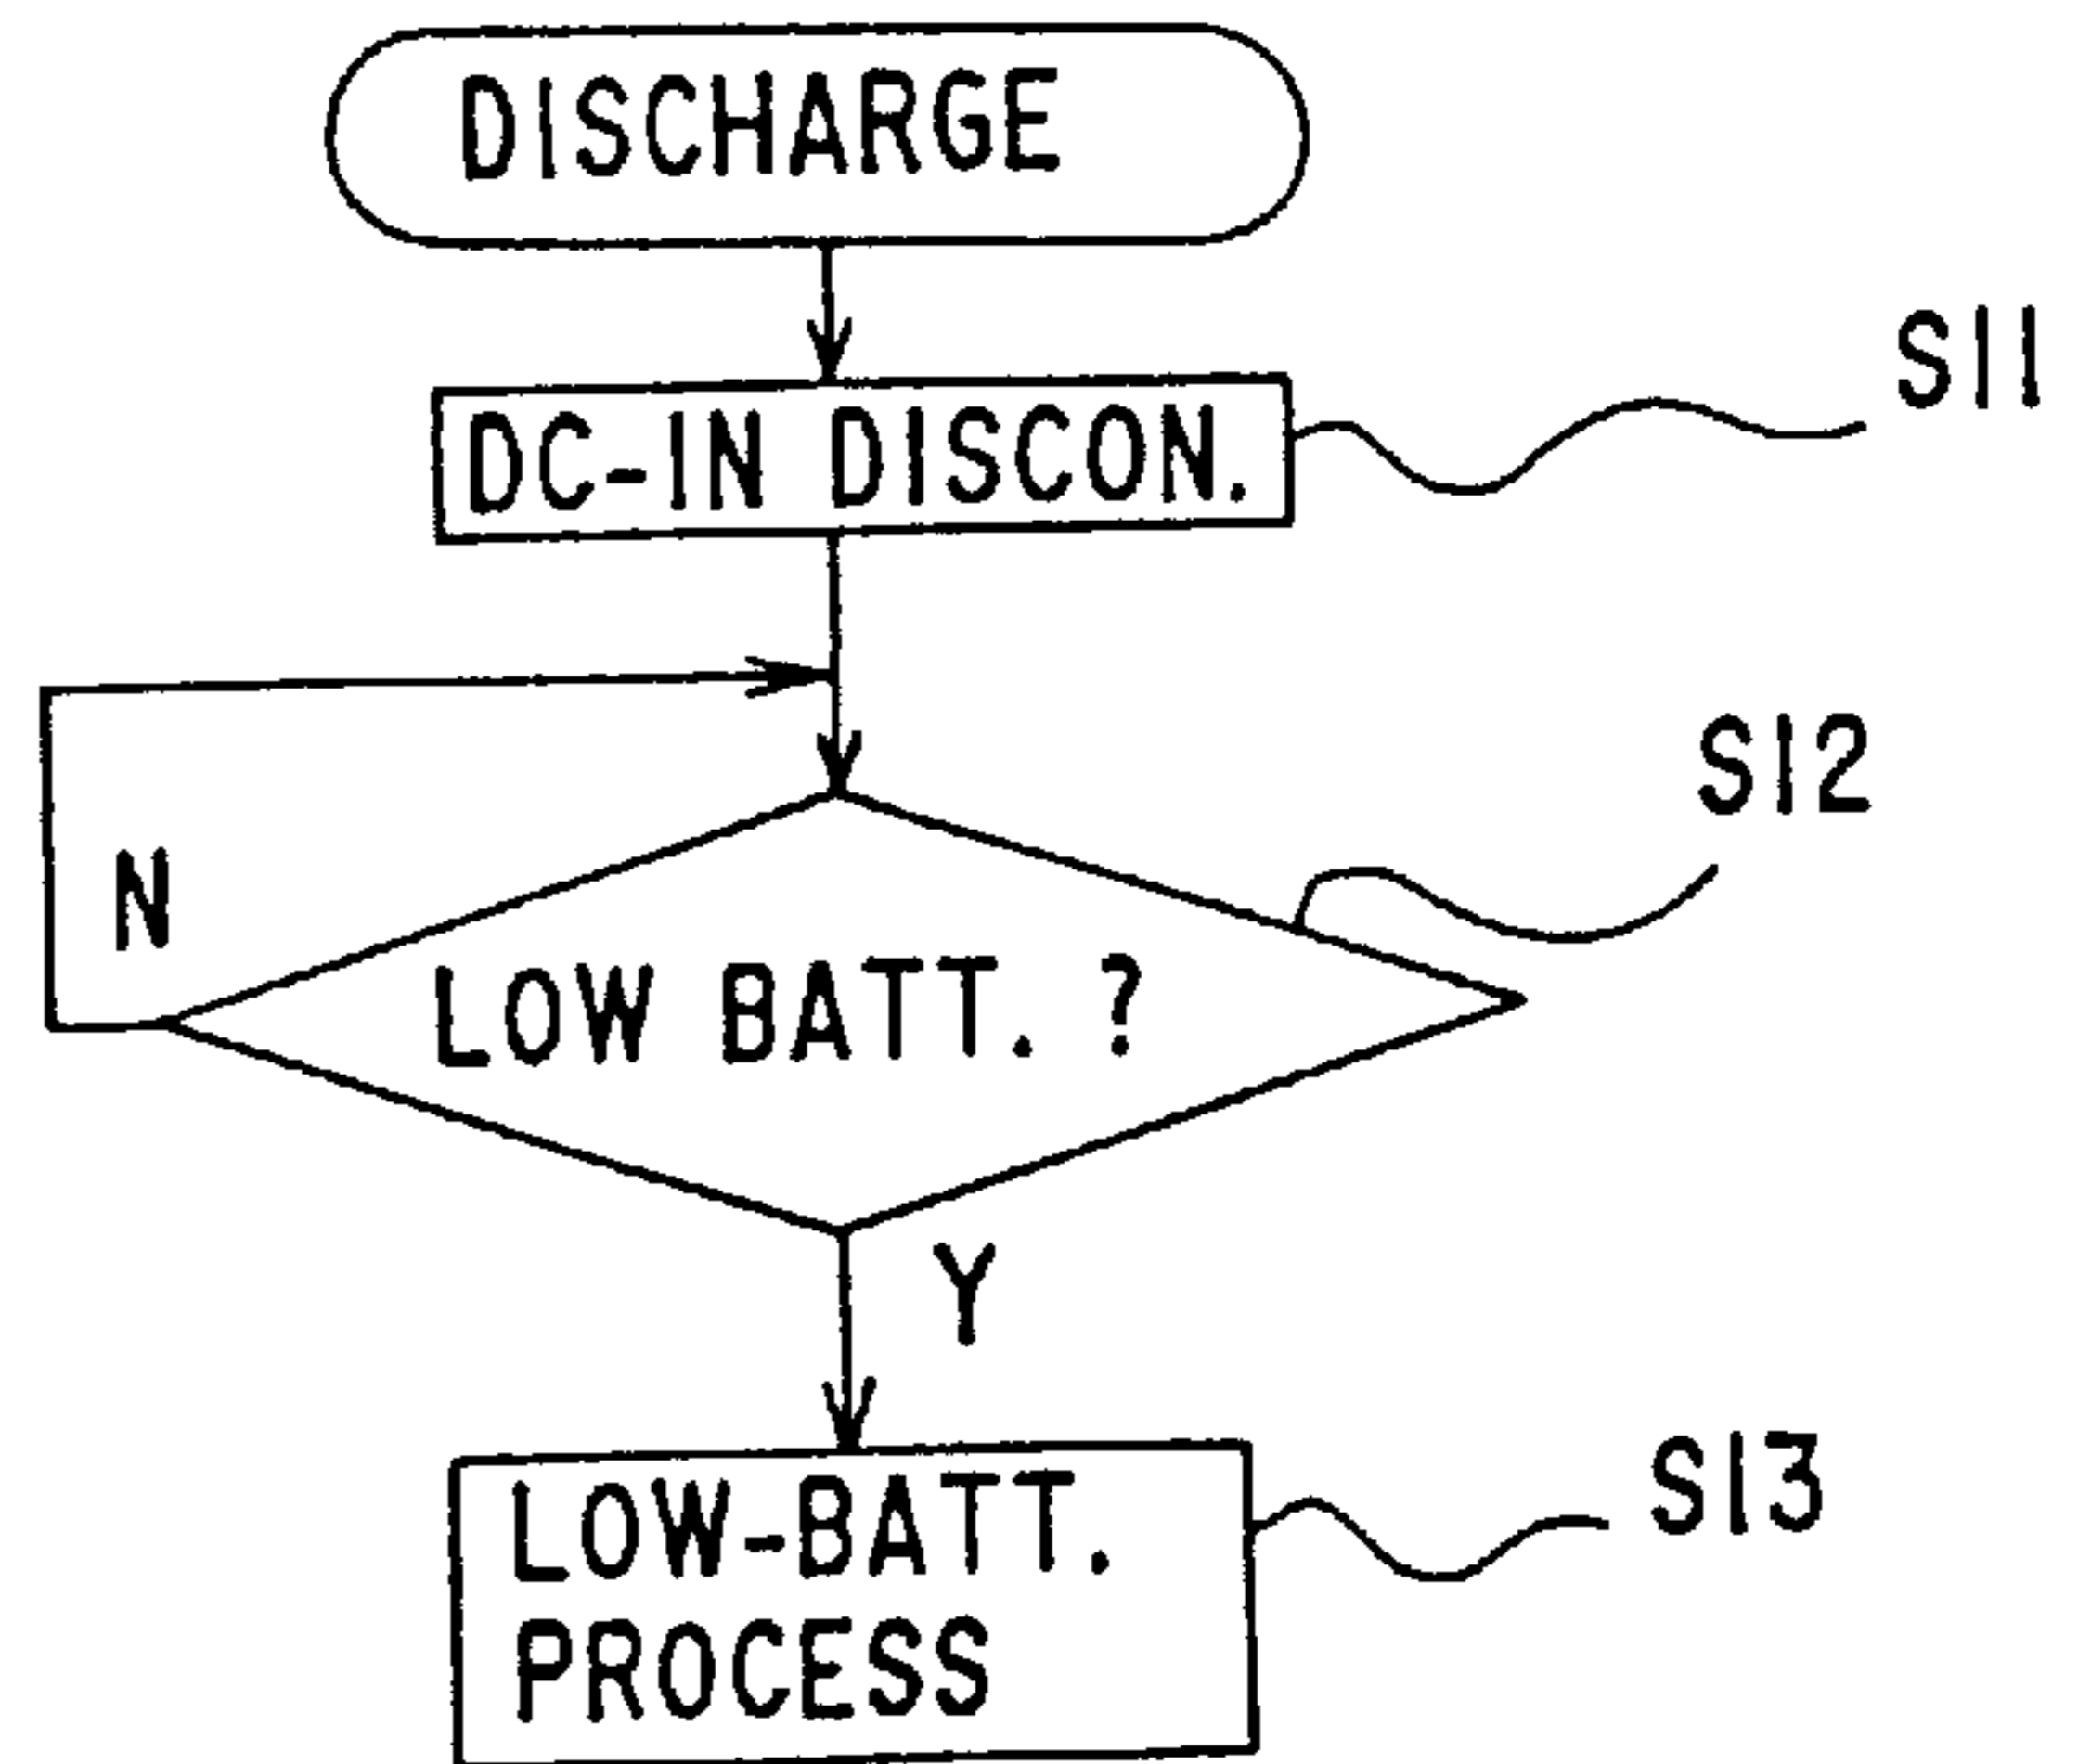 DISCHARGE
DC-IN DISCON.
S11
S12
N
LOW BATT. ?
Y
LOW-BATT.
PROCESS
S13